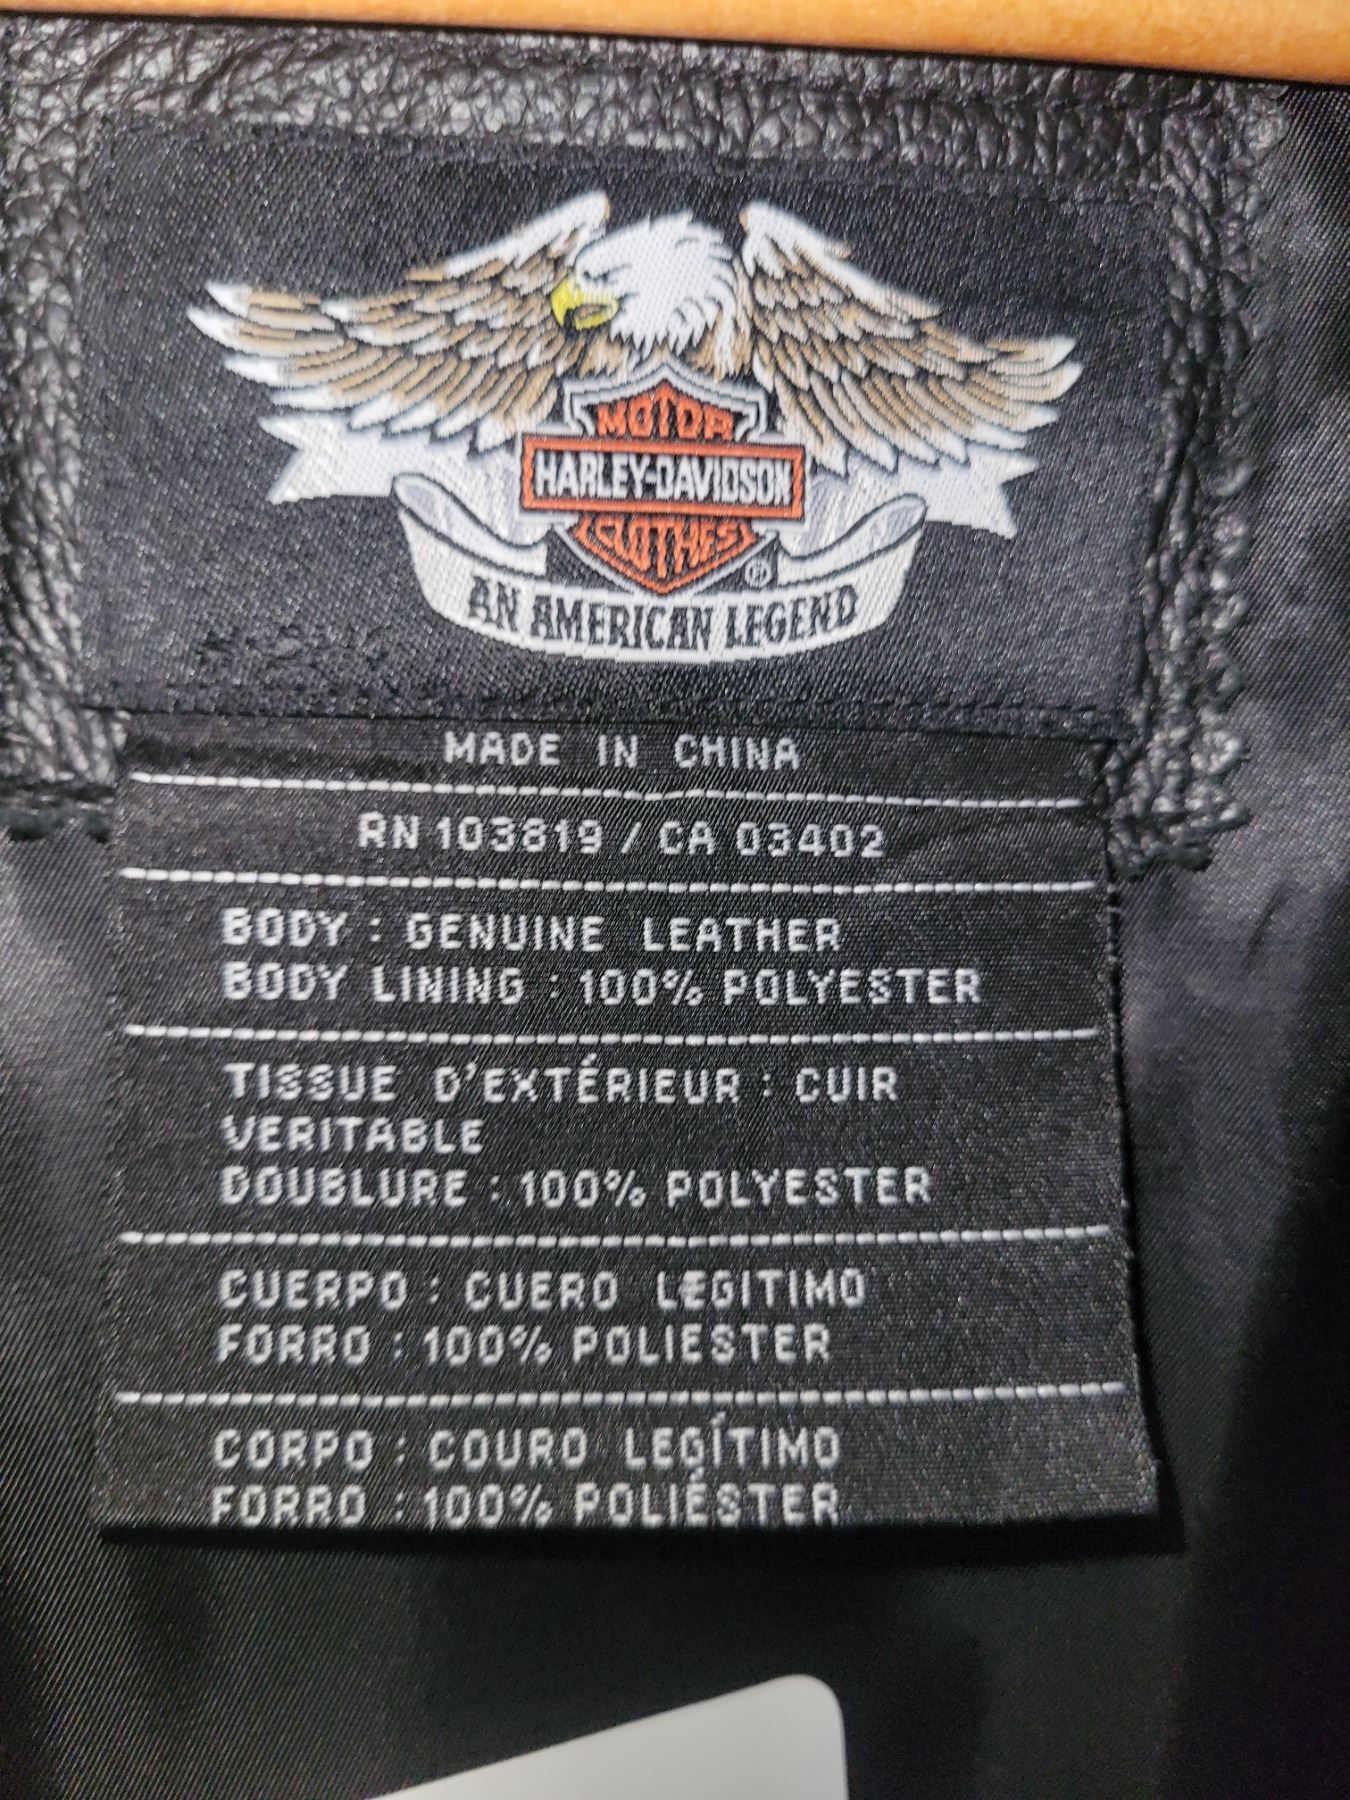 MOTOR
HARLEY-DAVIDSON
CLOTHES
®
AN AMERICAN LEGEND
MADE IN CHINA
RN 103819 / CA 03402
BODY : GENUINE LEATHER
BODY LINING : 100% POLYESTER
TISSUE D'EXTÉRIEUR : CUIR
VERITABLE
DOUBLURE : 100% POLYESTER
CUERPO : CUERO LEGITIMO
FORRO : 100% POLIESTER
CORPO : COURO LEGÍTIMO
FORRO : 100% POLIÉSTER